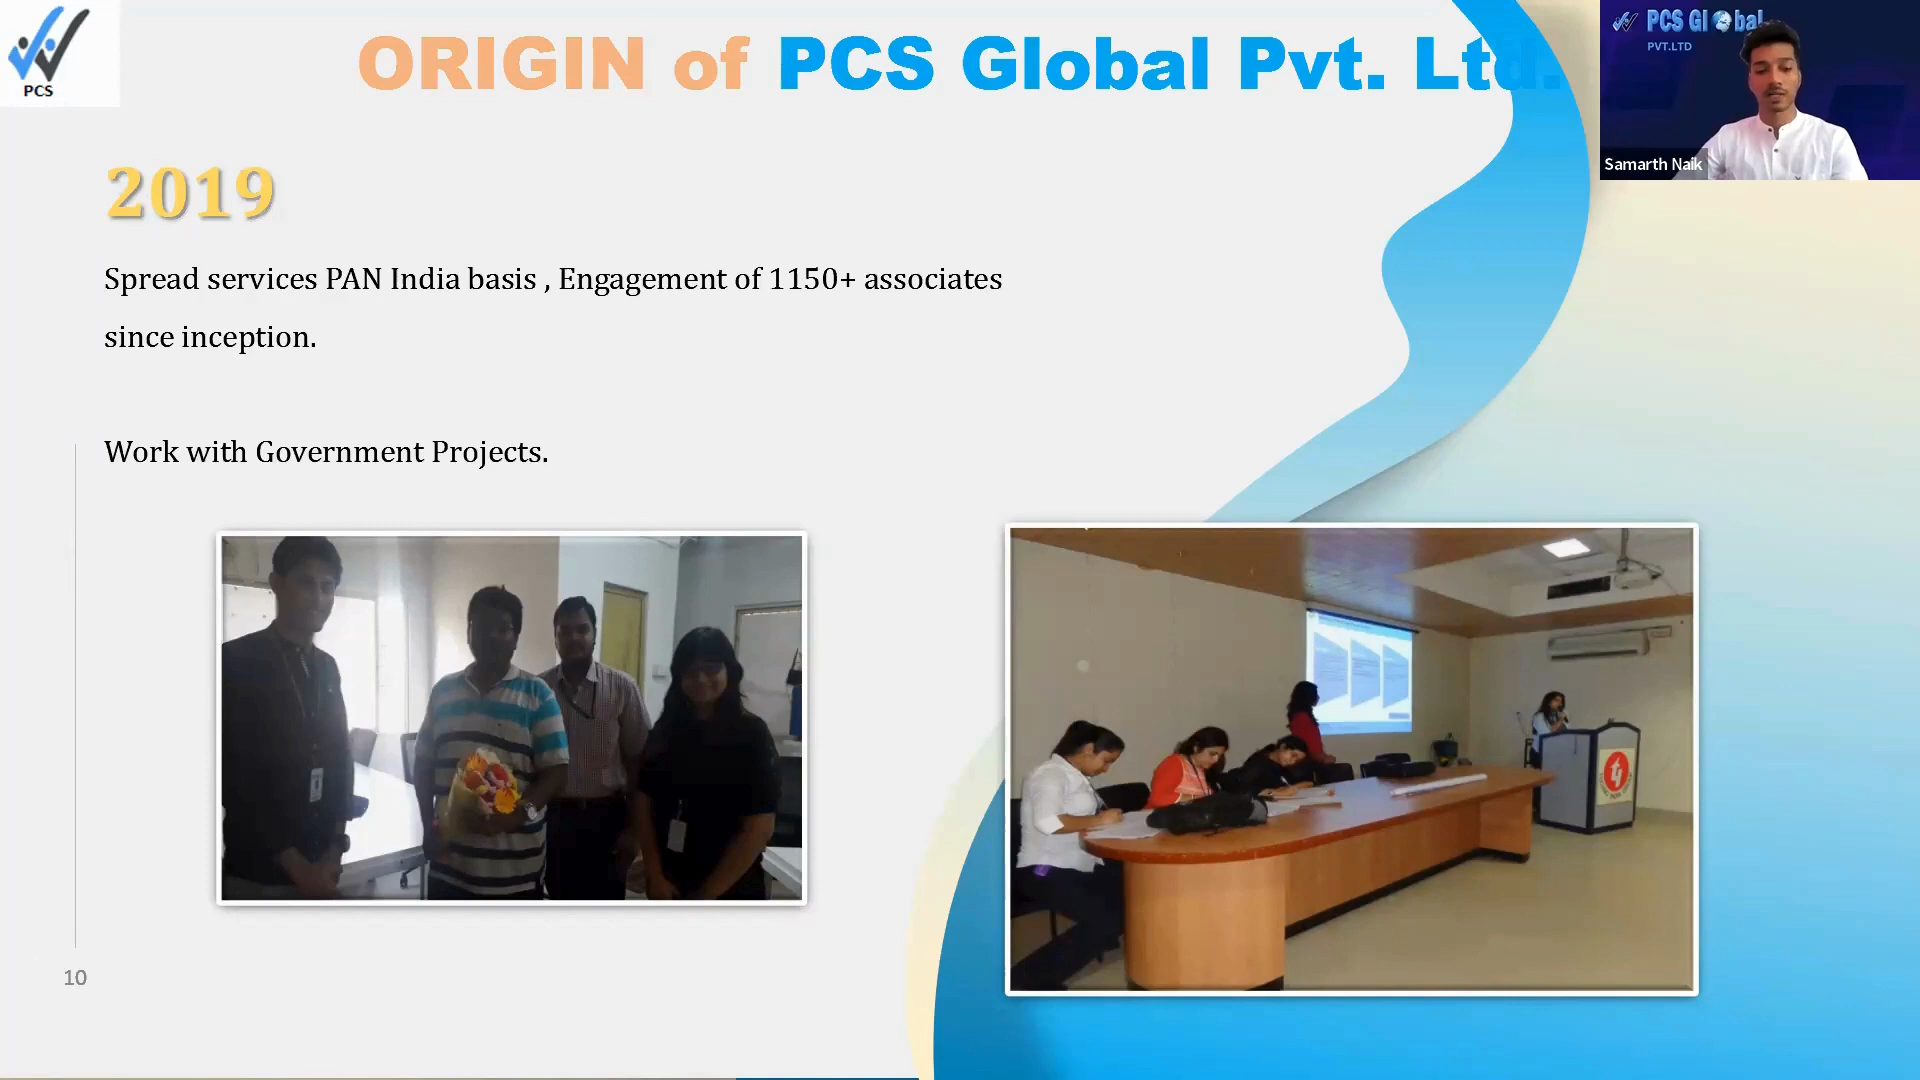 PCS
ORIGIN of PCS Global Pvt. Ltd.
PCS Gl bal
PVT.LTD
Samarth Naik
2019
Spread services PAN India basis , Engagement of 1150+ associates
since inception.
Work with Government Projects.
10